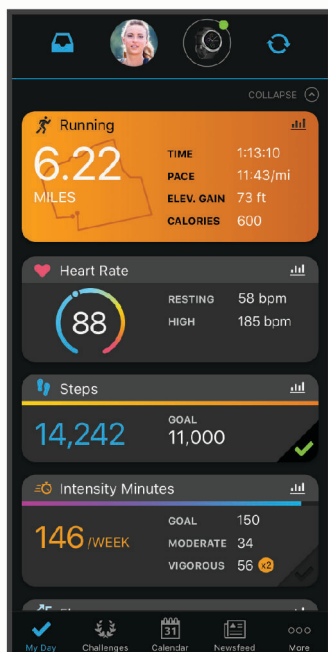 COLLAPSE
Running
6.22
MILES
TIME 1:13:10
PACE 11:43/mi
ELEV. GAIN 73 ft
CALORIES 600
Heart Rate
88
RESTING 58 bpm
HIGH 185 bpm
Steps
14,242
GOAL
11,000
Intensity Minutes
146 /WEEK
GOAL 150
MODERATE 34
VIGOROUS 56 x2
31
My Day Challenges Calendar Newsfeed More